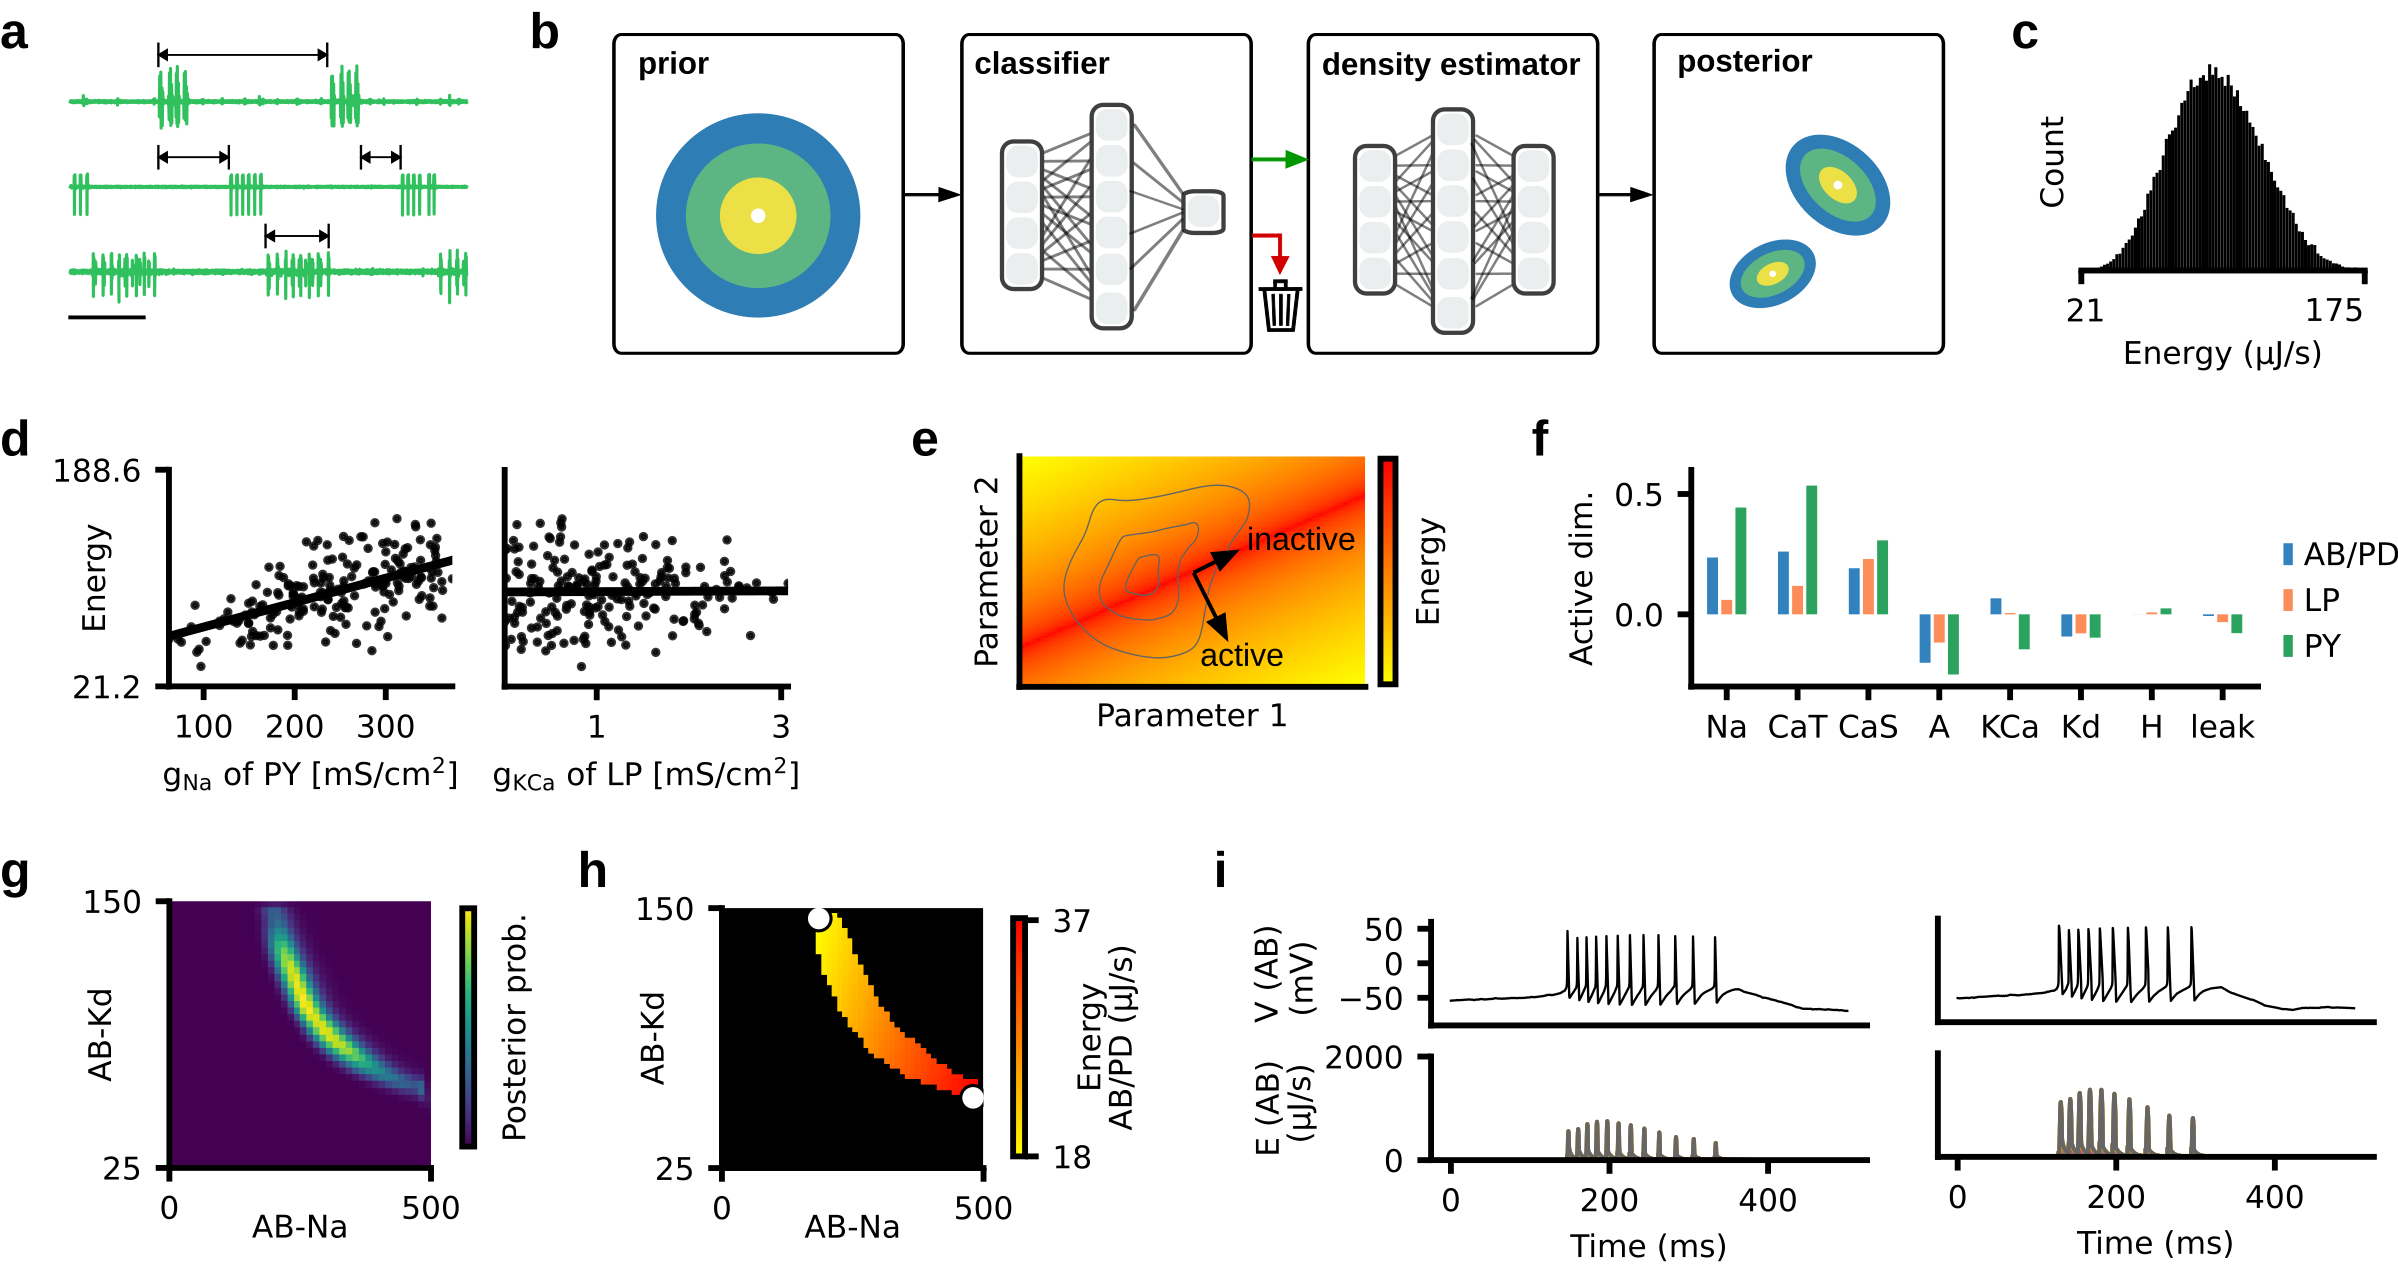 a
b
prior
classifier
density estimator
posterior
c
Count
21
175
Energy (µJ/s)
d
188.6
Energy
21.2
100
200
300
gNa of PY [mS/cm²]
1
3
gKCa of LP [mS/cm²]
e
Parameter 2
inactive
active
Parameter 1
Energy
f
Active dim.
0.5
0.0
Na
CaT
CaS
A
KCa
Kd
H
leak
AB/PD
LP
PY
g
150
AB-Kd
25
0
500
AB-Na
Posterior prob.
h
150
AB-Kd
25
0
500
AB-Na
37
18
Energy
AB/PD (µJ/s)
i
V (AB)
(mV)
50
0
−50
E (AB)
(µJ/s)
2000
0
0
200
400
Time (ms)
0
200
400
Time (ms)